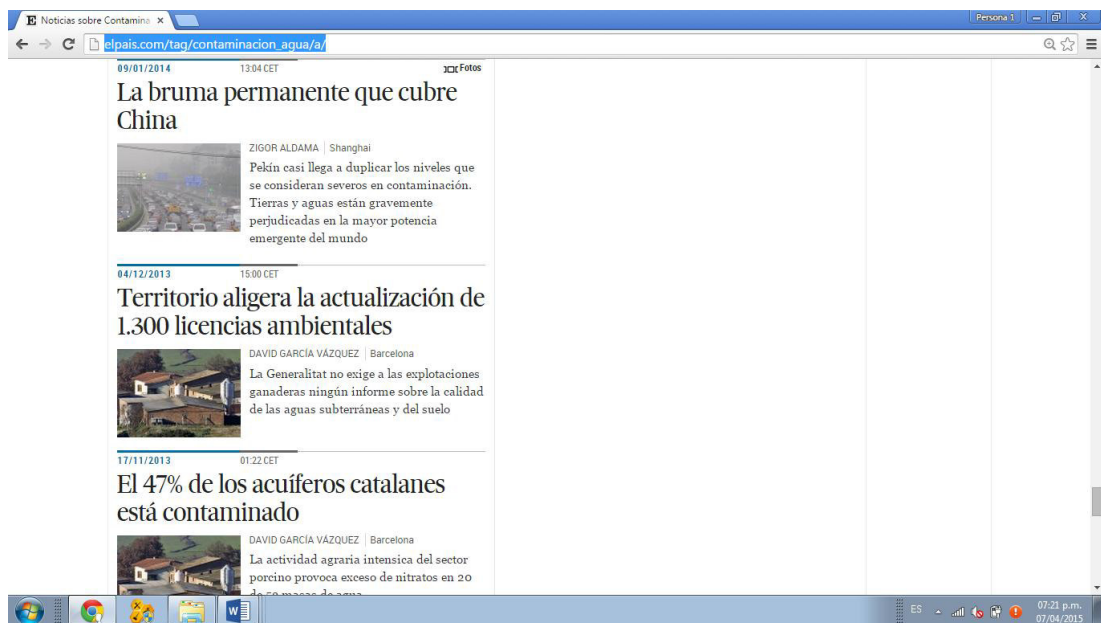 Noticias sobre Contamina
Persona 1
elpais.com/tag/contaminacion_agua/a/
09/01/2014 13:04 CET Fotos
La bruma permanente que cubre
China
ZIGOR ALDAMA | Shanghai
Pekín casi llega a duplicar los niveles que
se consideran severos en contaminación.
Tierras y aguas están gravemente
perjudicadas en la mayor potencia
emergente del mundo
04/12/2013 15:00 CET
Territorio aligera la actualización de
1.300 licencias ambientales
DAVID GARCÍA VÁZQUEZ | Barcelona
La Generalitat no exige a las explotaciones
ganaderas ningún informe sobre la calidad
de las aguas subterráneas y del suelo
17/11/2013 01:22 CET
El 47% de los acuíferos catalanes
está contaminado
DAVID GARCÍA VÁZQUEZ | Barcelona
La actividad agraria intensica del sector
porcino provoca exceso de nitratos en 20
de 53 masas de agua
ES
07:21 p.m.
07/04/2015